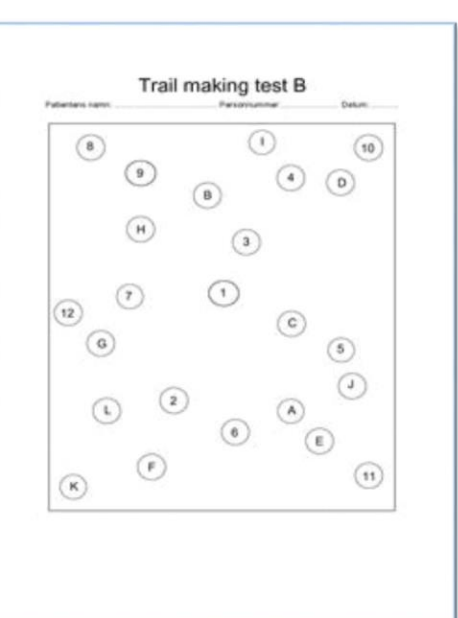 Trail making test B
Patientens namn: Personnummer Datum:
8 I 10
9 4 D
B
H 3
7 1
12 C
G 5
J
L 2 A
6 E
F 11
K